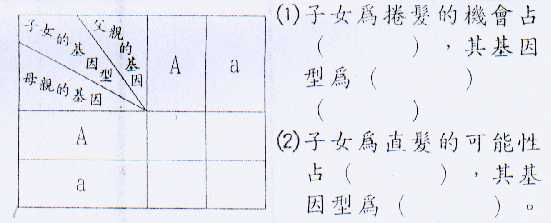 子女的基因型
父親的基因
母親的基因
A
a
A
a
(1)子女爲捲髮的機會占
(　　　),其基因
型爲(　　　)
(　　　)
(2)子女爲直髮的可能性
占(　　　),其基
因型爲(　　　)。